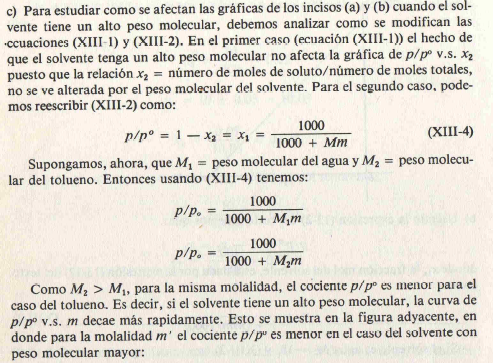 c) Para estudiar como se afectan las gráficas de los incisos (a) y (b) cuando el sol-
vente tiene un alto peso molecular, debemos analizar como se modifican las
ecuaciones (XIII-1) y (XIII-2). En el primer caso (ecuación (XIII-1)) el hecho de
que el solvente tenga un alto peso molecular no afecta la gráfica de p/p° v.s. x₂
puesto que la relación x₂ = número de moles de soluto/número de moles totales,
no se ve alterada por el peso molecular del solvente. Para el segundo caso, pode-
mos reescribir (XIII-2) como:
p/p° = 1 — x₂ = x₁ = 1000 / 1000 + Mm (XIII-4)
Supongamos, ahora, que M₁ = peso molecular del agua y M₂ = peso molecu-
lar del tolueno. Entonces usando (XIII-4) tenemos:
p/p₀ = 1000 / 1000 + M₁m
p/p₀ = 1000 / 1000 + M₂m
Como M₂ > M₁, para la misma molalidad, el cociente p/p° es menor para el
caso del tolueno. Es decir, si el solvente tiene un alto peso molecular, la curva de
p/p° v.s. m decae más rapidamente. Esto se muestra en la figura adyacente, en
donde para la molalidad m' el cociente p/p° es menor en el caso del solvente con
peso molecular mayor: